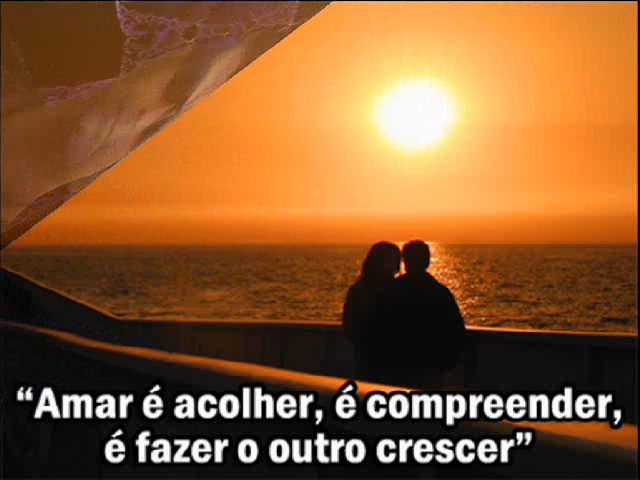 “Amar é acolher, é compreender,
é fazer o outro crescer”